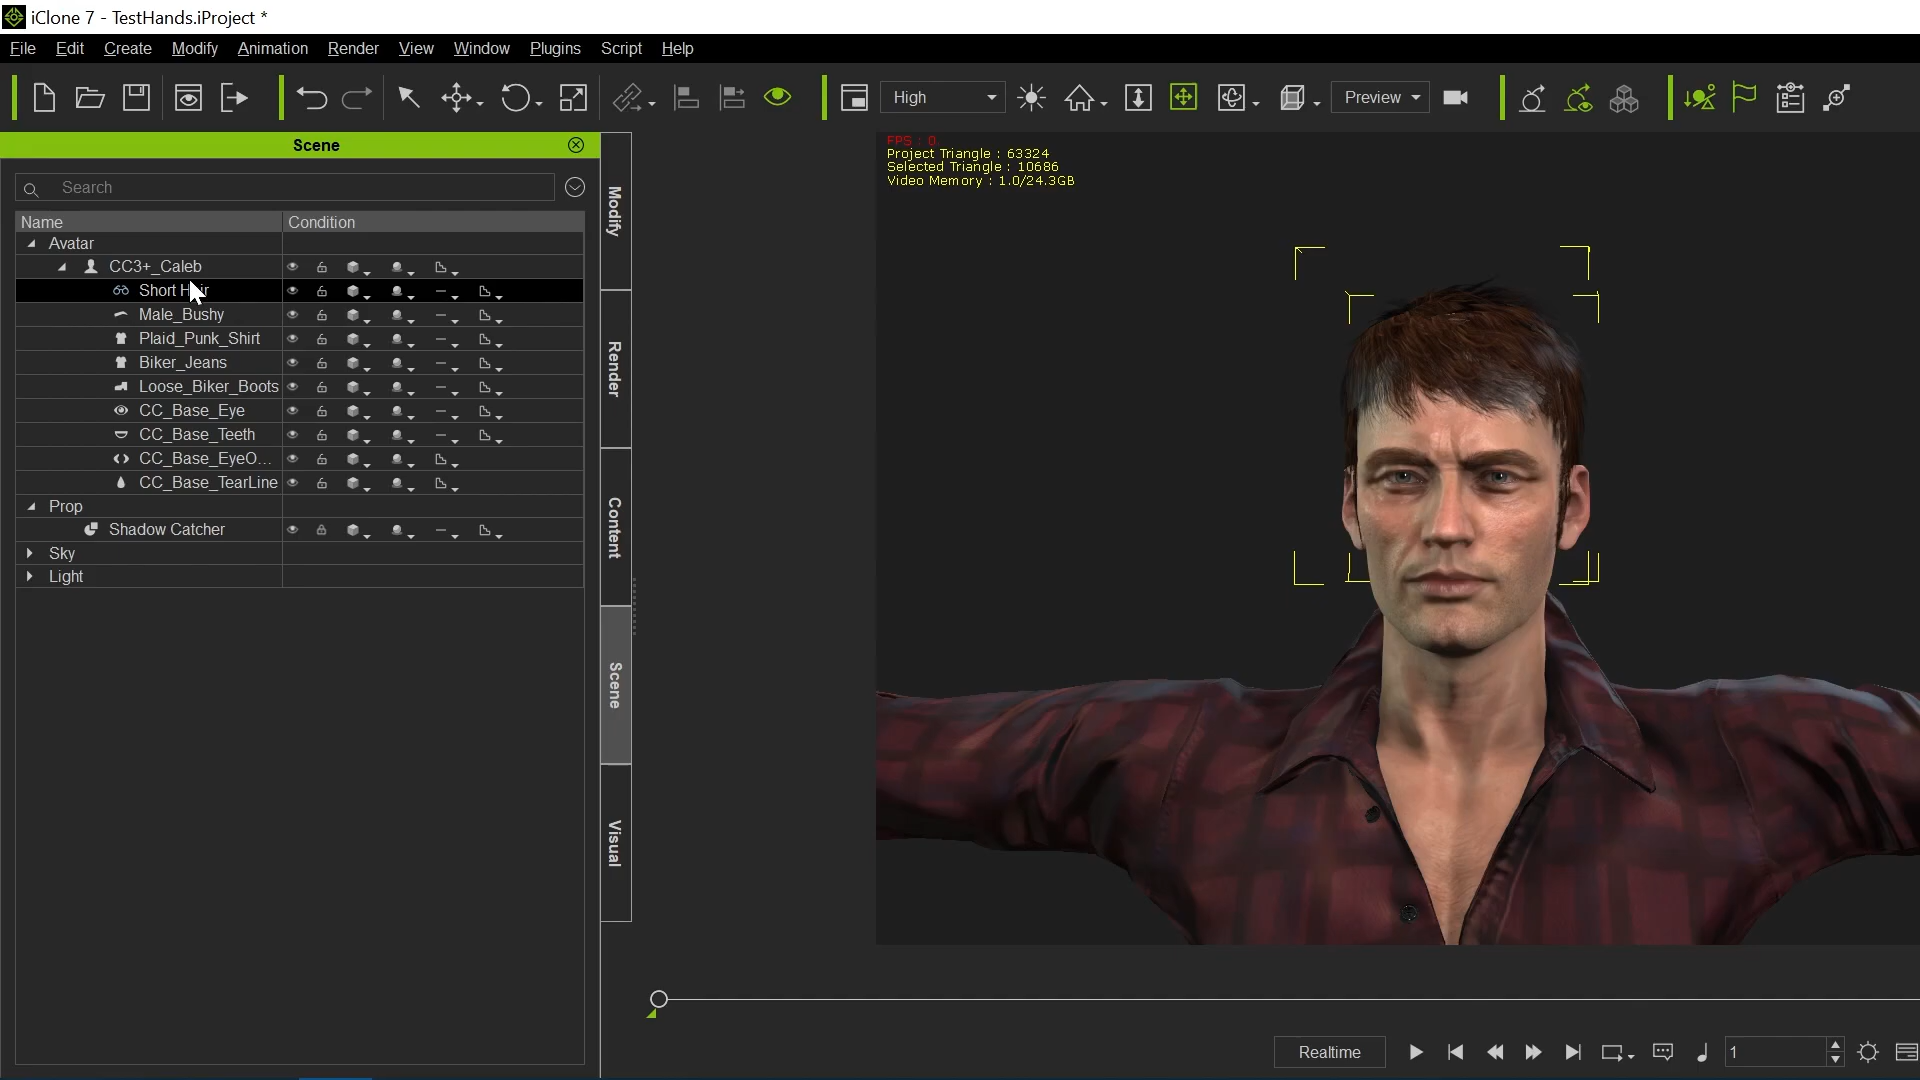 iClone 7 - TestHands.iProject *
File Edit Create Modify Animation Render View Window Plugins Script Help
High
Preview
Scene
Search
Name Condition
Avatar
CC3+_Caleb
Short
Male_Bushy
Plaid_Punk_Shirt
Biker_Jeans
Loose_Biker_Boots
CC_Base_Eye
CC_Base_Teeth
CC_Base_EyeO...
CC_Base_TearLine
Prop
Shadow Catcher
Sky
Light
Modify
Render
Content
Scene
Visual
FPS : 0
Project Triangle : 63324
Selected Triangle : 10686
Video Memory : 1.0/24.3GB
Realtime
1